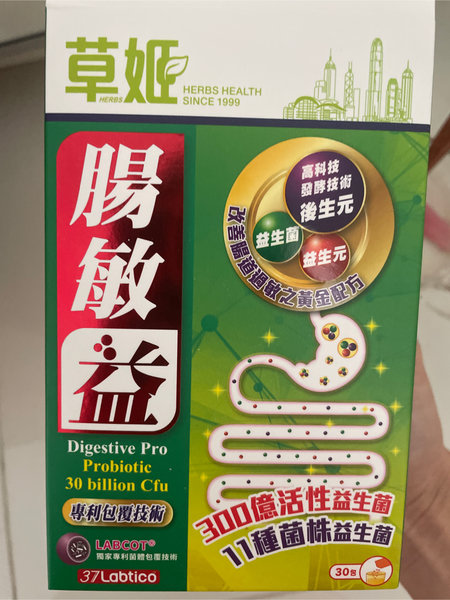 草姬
HERBS
HERBS HEALTH
SINCE 1999
腸敏益
高科技
發酵技術
後生元
益生菌
益生元
改善腸道過敏之黃金配方
Digestive Pro
Probiotic
30 billion Cfu
專利包覆技術
LABCOT®
獨家專利菌體包覆技術
37Labtico
300億活性益生菌
11種菌株益生菌
30包